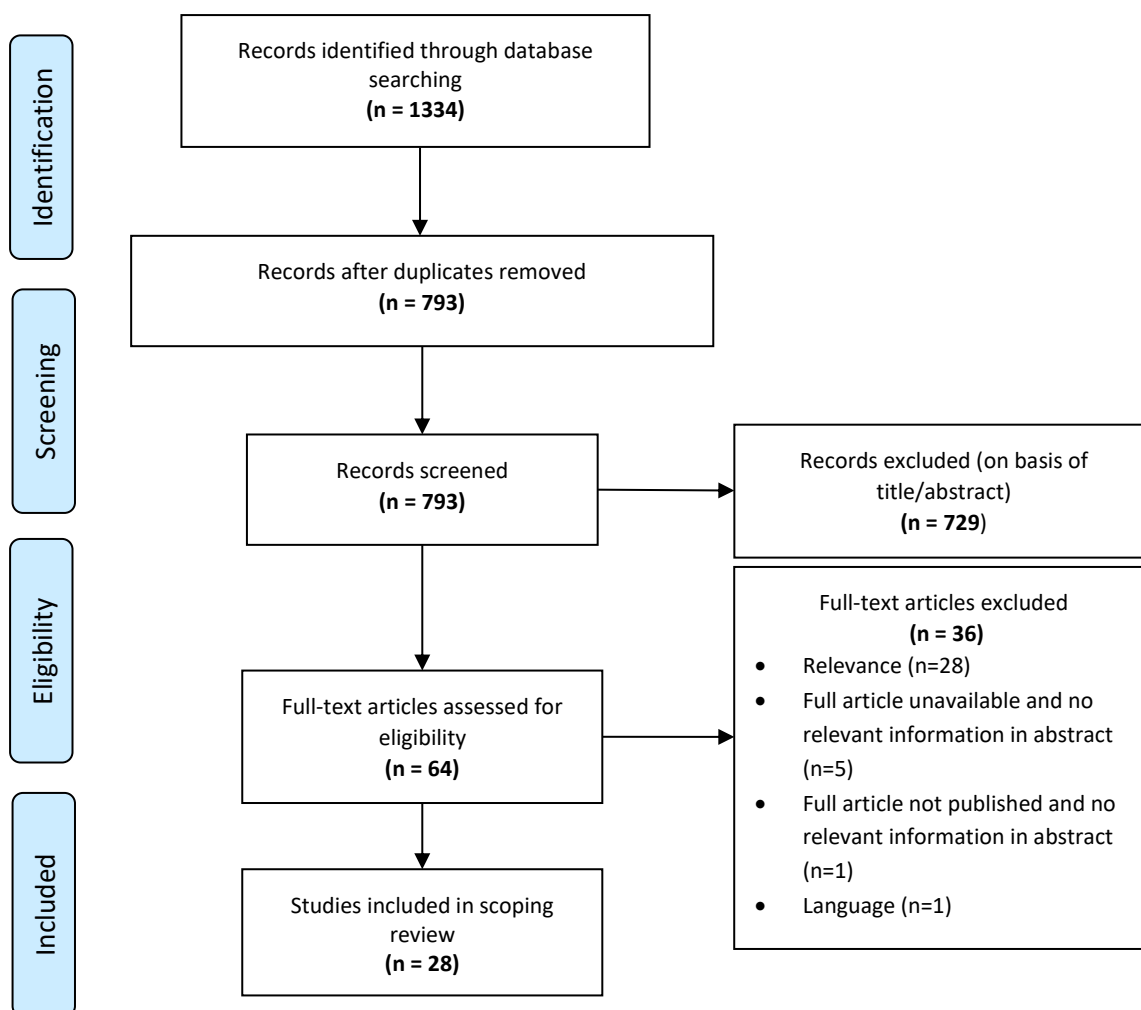 Identification
Records identified through database
searching
(n = 1334)
Records after duplicates removed
(n = 793)
Screening
Records screened
(n = 793)
Records excluded (on basis of
title/abstract)
(n = 729)
Eligibility
Full-text articles assessed for
eligibility
(n = 64)
Full-text articles excluded
(n = 36)
• Relevance (n=28)
• Full article unavailable and no
relevant information in abstract
(n=5)
• Full article not published and no
relevant information in abstract
(n=1)
• Language (n=1)
Included
Studies included in scoping
review
(n = 28)